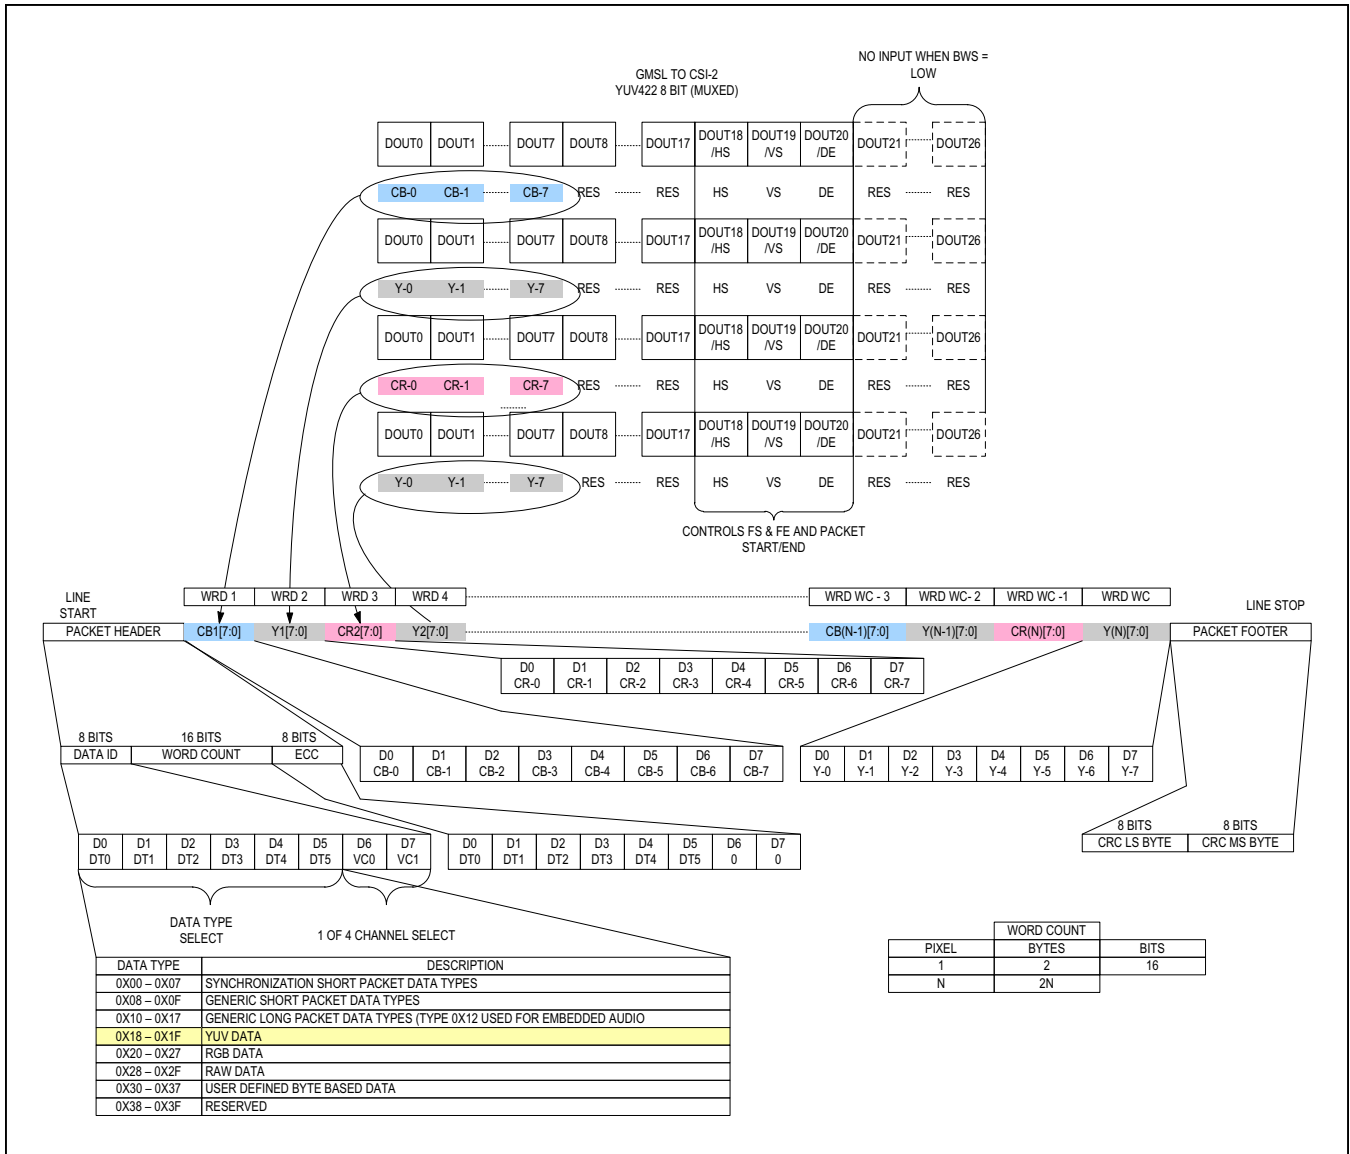 NO INPUT WHEN BWS =
LOW
GMSL TO CSI-2
YUV422 8 BIT (MUXED)
DOUT0 DOUT1 DOUT7 DOUT8 DOUT17 DOUT18 /HS DOUT19 /VS DOUT20 /DE DOUT21 DOUT26
CB-0 CB-1 CB-7 RES RES HS VS DE RES RES
DOUT0 DOUT1 DOUT7 DOUT8 DOUT17 DOUT18 /HS DOUT19 /VS DOUT20 /DE DOUT21 DOUT26
Y-0 Y-1 Y-7 RES RES HS VS DE RES RES
DOUT0 DOUT1 DOUT7 DOUT8 DOUT17 DOUT18 /HS DOUT19 /VS DOUT20 /DE DOUT21 DOUT26
CR-0 CR-1 CR-7 RES RES HS VS DE RES RES
DOUT0 DOUT1 DOUT7 DOUT8 DOUT17 DOUT18 /HS DOUT19 /VS DOUT20 /DE DOUT21 DOUT26
Y-0 Y-1 Y-7 RES RES HS VS DE RES RES
CONTROLS FS & FE AND PACKET
START/END
LINE
START
WRD 1 WRD 2 WRD 3 WRD 4 WRD WC - 3 WRD WC- 2 WRD WC -1 WRD WC
LINE STOP
PACKET HEADER CB1[7:0] Y1[7:0] CR2[7:0] Y2[7:0] CB(N-1)[7:0] Y(N-1)[7:0] CR(N)[7:0] Y(N)[7:0] PACKET FOOTER
D0 D1 D2 D3 D4 D5 D6 D7
CR-0 CR-1 CR-2 CR-3 CR-4 CR-5 CR-6 CR-7
8 BITS 16 BITS 8 BITS
DATA ID WORD COUNT ECC
D0 D1 D2 D3 D4 D5 D6 D7
CB-0 CB-1 CB-2 CB-3 CB-4 CB-5 CB-6 CB-7
D0 D1 D2 D3 D4 D5 D6 D7
Y-0 Y-1 Y-2 Y-3 Y-4 Y-5 Y-6 Y-7
8 BITS 8 BITS
CRC LS BYTE CRC MS BYTE
D0 D1 D2 D3 D4 D5 D6 D7
DT0 DT1 DT2 DT3 DT4 DT5 VC0 VC1
D0 D1 D2 D3 D4 D5 D6 D7
DT0 DT1 DT2 DT3 DT4 DT5 0 0
DATA TYPE
SELECT
1 OF 4 CHANNEL SELECT
WORD COUNT
PIXEL BYTES BITS
1 2 16
N 2N
DATA TYPE DESCRIPTION
0X00 – 0X07 SYNCHRONIZATION SHORT PACKET DATA TYPES
0X08 – 0X0F GENERIC SHORT PACKET DATA TYPES
0X10 – 0X17 GENERIC LONG PACKET DATA TYPES (TYPE 0X12 USED FOR EMBEDDED AUDIO
0X18 – 0X1F YUV DATA
0X20 – 0X27 RGB DATA
0X28 – 0X2F RAW DATA
0X30 – 0X37 USER DEFINED BYTE BASED DATA
0X38 – 0X3F RESERVED